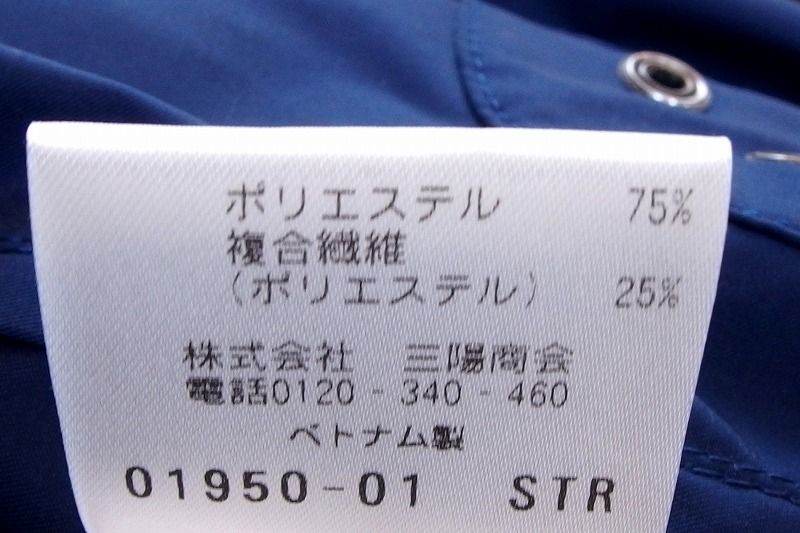 ポリエステル 75%
複合繊維
(ポリエステル) 25%
株式会社 三陽商会
電話0120-340-460
ベトナム製
01950-01 STR